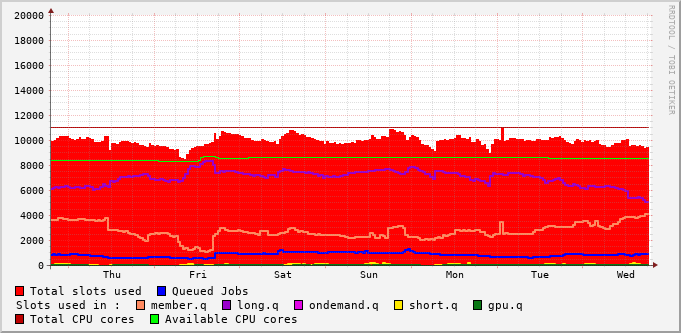 20000
18000
16000
14000
12000
10000
8000
6000
4000
2000
0
Thu Fri Sat Sun Mon Tue Wed
Total slots used Queued Jobs
Slots used in : member.q long.q ondemand.q short.q gpu.q
Total CPU cores Available CPU cores
RRDTOOL / TOBI OETIKER